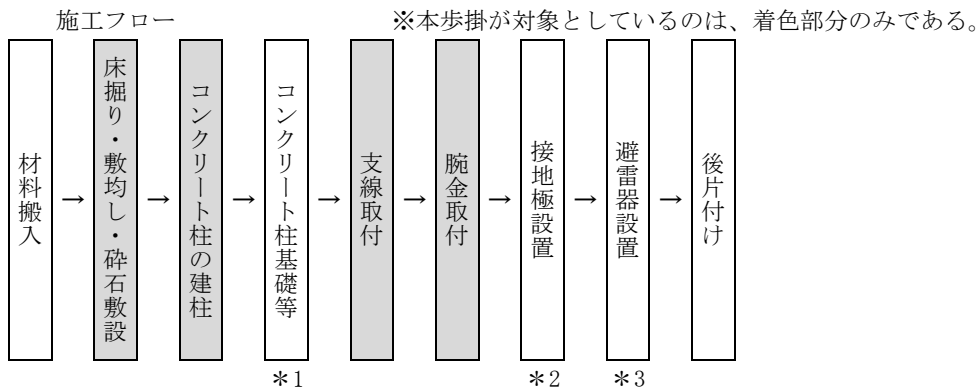 施工フロー
※本歩掛が対象としているのは、着色部分のみである。
材料搬入
→
床掘り・敷均し・砕石敷設
→
コンクリート柱の建柱
→
コンクリート柱基礎等
→
支線取付
→
腕金取付
→
接地極設置
→
避雷器設置
→
後片付け
＊1
＊2
＊3